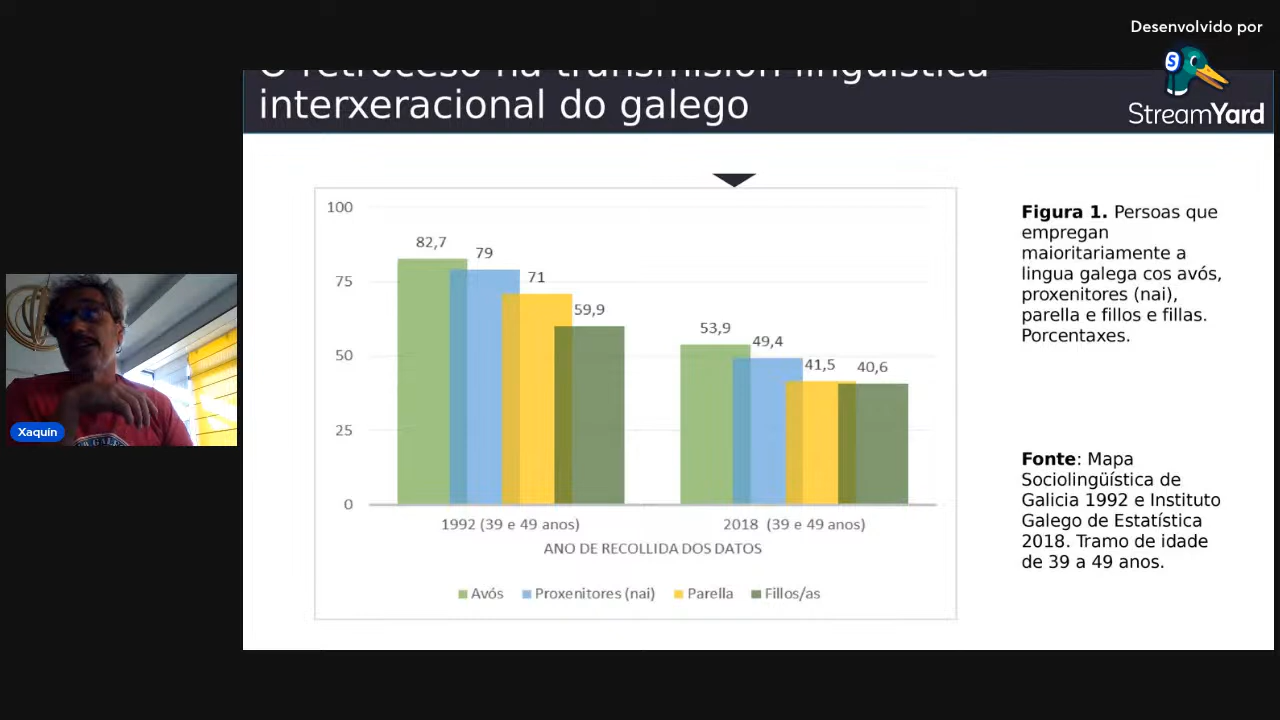 Desenvolvido por
StreamYard
O retroceso na transmisión lingüística
interxeracional do galego
100
75
50
25
0
82,7
79
71
59,9
53,9
49,4
41,5
40,6
1992 (39 e 49 anos)
2018 (39 e 49 anos)
ANO DE RECOLLIDA DOS DATOS
Avós
Proxenitores (nai)
Parella
Fillos/as
Figura 1. Persoas que
empregan
maioritariamente a
lingua galega cos avós,
proxenitores (nai),
parella e fillos e fillas.
Porcentaxes.
Fonte: Mapa
Sociolingüística de
Galicia 1992 e Instituto
Galego de Estatística
2018. Tramo de idade
de 39 a 49 anos.
Xaquín